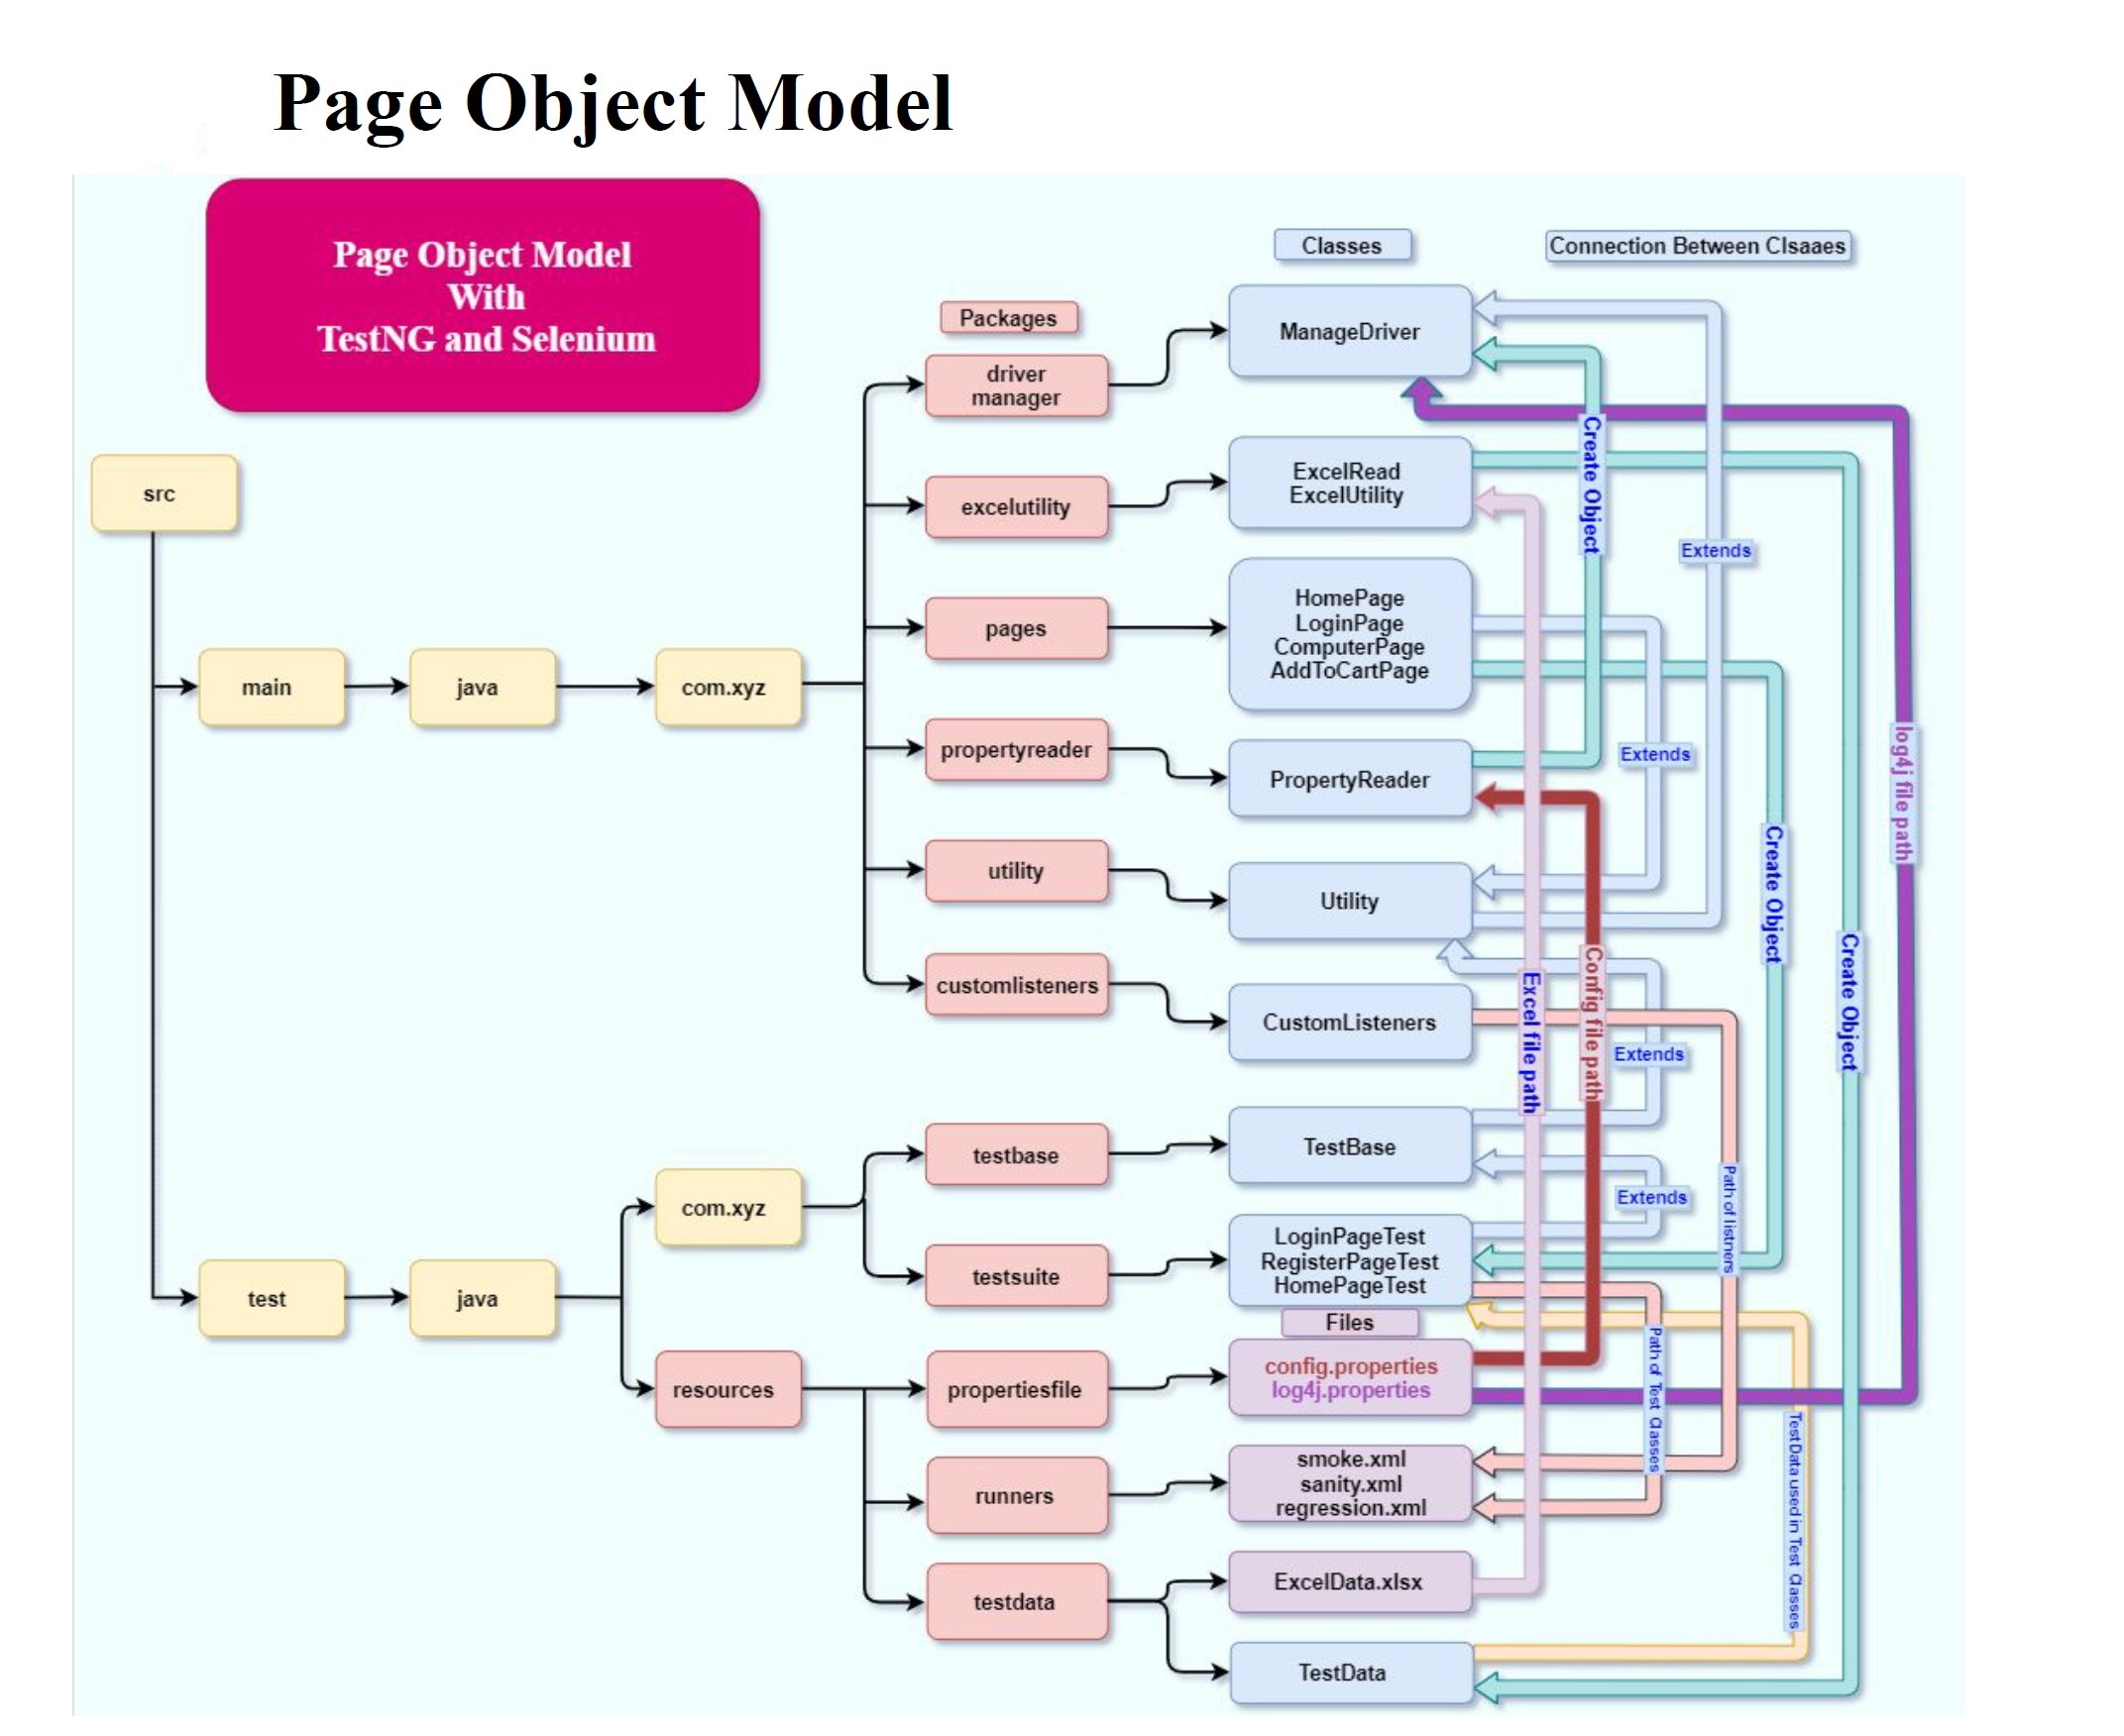 Page Object Model
Page Object Model
With
TestNG and Selenium
Classes
Connection Between Clsaaes
Packages
driver
manager
ManageDriver
excelutility
ExcelRead
ExcelUtility
src
main
java
com.xyz
pages
HomePage
LoginPage
ComputerPage
AddToCartPage
propertyreader
PropertyReader
utility
Utility
customlisteners
CustomListeners
Create Object
Extends
Extends
log4j file path
Create Object
Create Object
Excel file path
Config file path
Extends
test
java
com.xyz
testbase
TestBase
testsuite
LoginPageTest
RegisterPageTest
HomePageTest
Extends
Path of listners
Files
resources
propertiesfile
config.properties
log4j.properties
runners
smoke.xml
sanity.xml
regression.xml
Path of Test Classes
testdata
ExcelData.xlsx
TestData
TestData used in Test Classes